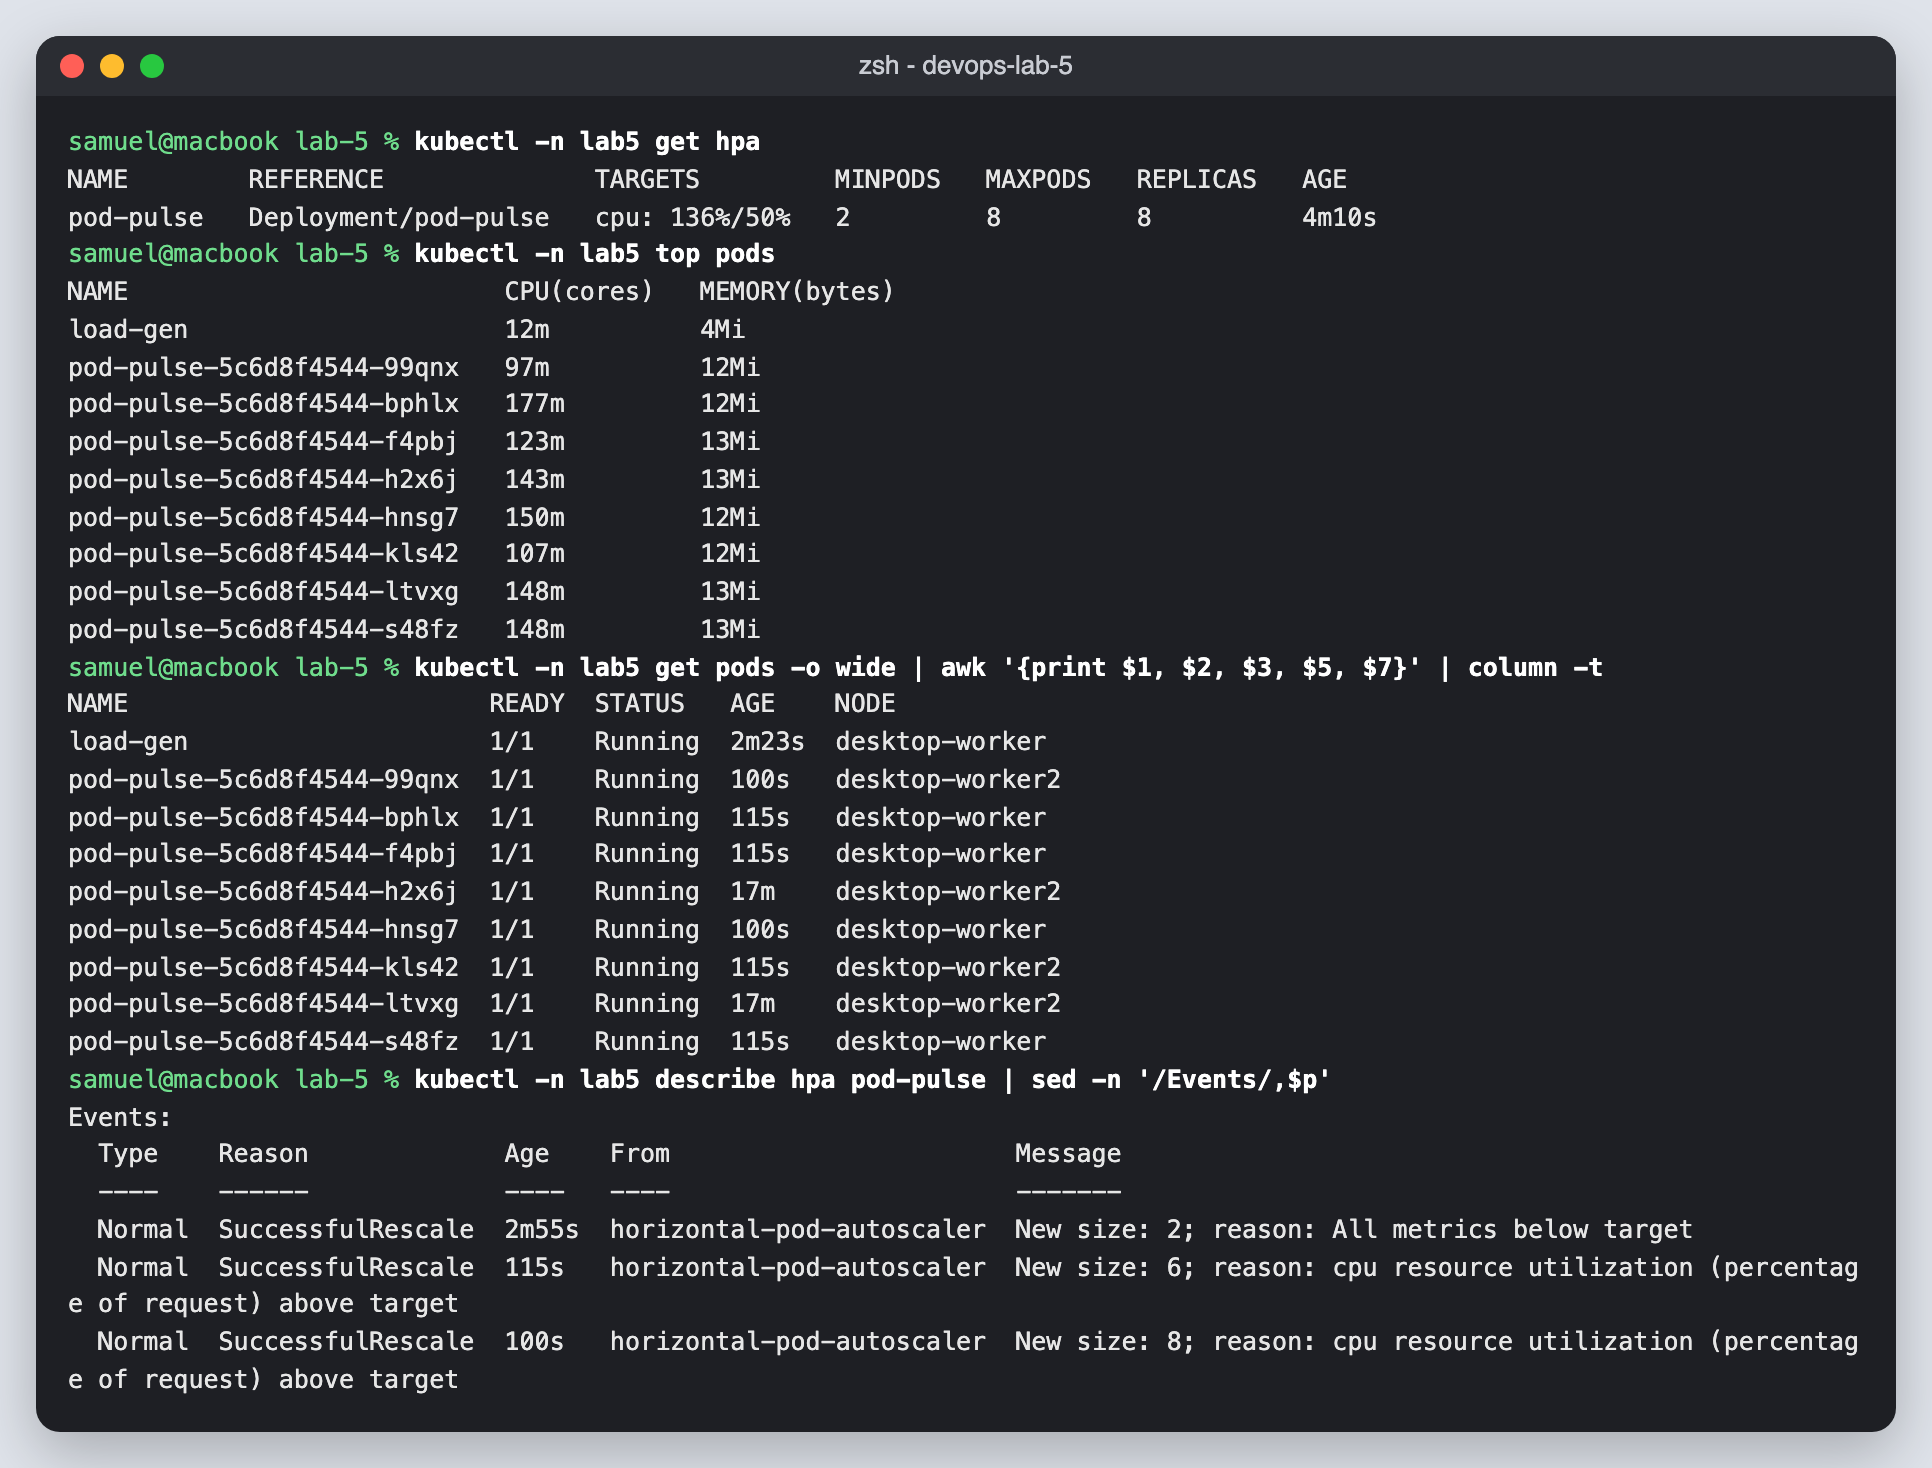 zsh - devops-lab-5
samuel@macbook lab-5 % kubectl -n lab5 get hpa
NAME        REFERENCE              TARGETS         MINPODS   MAXPODS   REPLICAS   AGE
pod-pulse   Deployment/pod-pulse   cpu: 136%/50%   2         8         8          4m10s
samuel@macbook lab-5 % kubectl -n lab5 top pods
NAME                         CPU(cores)   MEMORY(bytes)
load-gen                     12m          4Mi
pod-pulse-5c6d8f4544-99qnx   97m          12Mi
pod-pulse-5c6d8f4544-bphlx   177m         12Mi
pod-pulse-5c6d8f4544-f4pbj   123m         13Mi
pod-pulse-5c6d8f4544-h2x6j   143m         13Mi
pod-pulse-5c6d8f4544-hnsg7   150m         12Mi
pod-pulse-5c6d8f4544-kls42   107m         12Mi
pod-pulse-5c6d8f4544-ltvxg   148m         13Mi
pod-pulse-5c6d8f4544-s48fz   148m         13Mi
samuel@macbook lab-5 % kubectl -n lab5 get pods -o wide | awk '{print $1, $2, $3, $5, $7}' | column -t
NAME                        READY  STATUS   AGE    NODE
load-gen                    1/1    Running  2m23s  desktop-worker
pod-pulse-5c6d8f4544-99qnx  1/1    Running  100s   desktop-worker2
pod-pulse-5c6d8f4544-bphlx  1/1    Running  115s   desktop-worker
pod-pulse-5c6d8f4544-f4pbj  1/1    Running  115s   desktop-worker
pod-pulse-5c6d8f4544-h2x6j  1/1    Running  17m    desktop-worker2
pod-pulse-5c6d8f4544-hnsg7  1/1    Running  100s   desktop-worker
pod-pulse-5c6d8f4544-kls42  1/1    Running  115s   desktop-worker2
pod-pulse-5c6d8f4544-ltvxg  1/1    Running  17m    desktop-worker2
pod-pulse-5c6d8f4544-s48fz  1/1    Running  115s   desktop-worker
samuel@macbook lab-5 % kubectl -n lab5 describe hpa pod-pulse | sed -n '/Events/,$p'
Events:
  Type    Reason             Age    From                       Message
  ----    ------             ----   ----                       -------
  Normal  SuccessfulRescale  2m55s  horizontal-pod-autoscaler  New size: 2; reason: All metrics below target
  Normal  SuccessfulRescale  115s   horizontal-pod-autoscaler  New size: 6; reason: cpu resource utilization (percentag
e of request) above target
  Normal  SuccessfulRescale  100s   horizontal-pod-autoscaler  New size: 8; reason: cpu resource utilization (percentag
e of request) above target